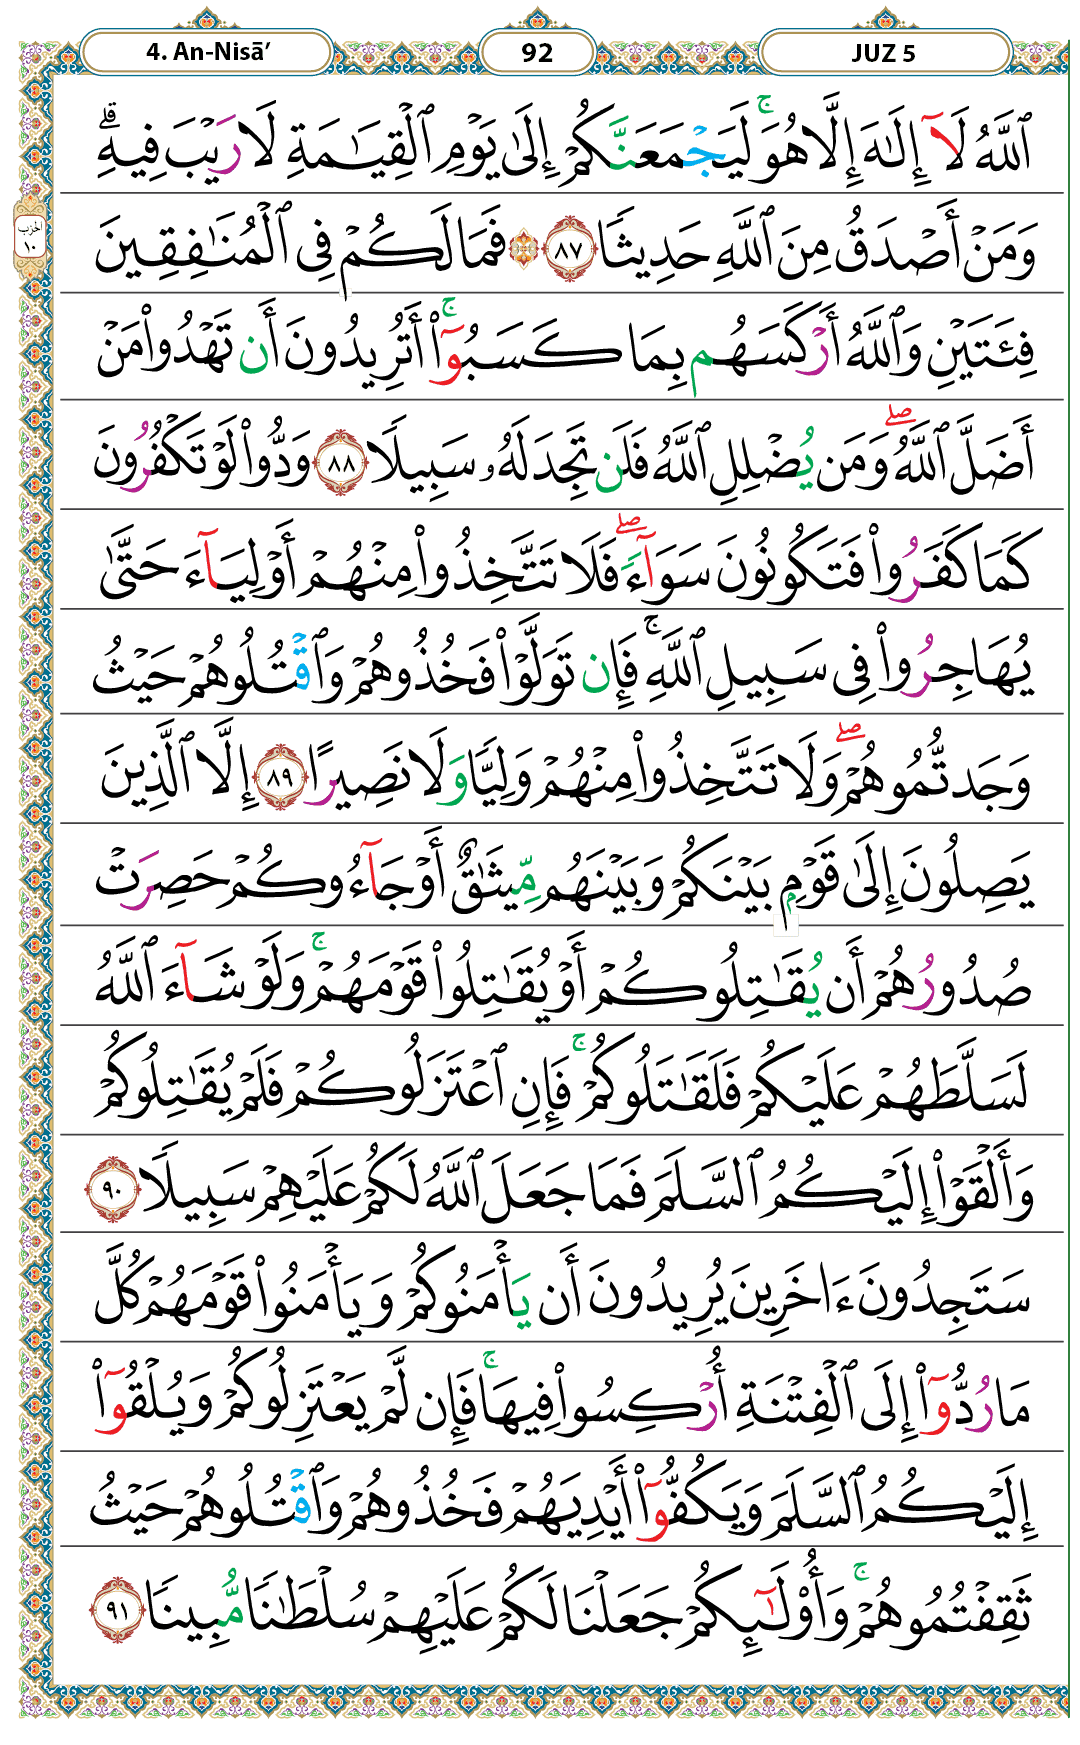 4. An-Nisā’ 92 JUZ 5
ٱللَّهُ لَآ إِلَٰهَ إِلَّا هُوَ ۚ لَيَجْمَعَنَّكُمْ إِلَىٰ يَوْمِ ٱلْقِيَٰمَةِ لَا رَيْبَ فِيهِ ۗ
وَمَنْ أَصْدَقُ مِنَ ٱللَّهِ حَدِيثًا ٨٧ ۞ فَمَا لَكُمْ فِى ٱلْمُنَٰفِقِينَ
الحزب ١٠
فِئَتَيْنِ وَٱللَّهُ أَرْكَسَهُم بِمَا كَسَبُوٓا۟ ۚ أَتُرِيدُونَ أَن تَهْدُوا۟ مَنْ
أَضَلَّ ٱللَّهُ ۖ وَمَن يُضْلِلِ ٱللَّهُ فَلَن تَجِدَ لَهُۥ سَبِيلًا ٨٨ وَدُّوا۟ لَوْ تَكْفُرُونَ
كَمَا كَفَرُوا۟ فَتَكُونُونَ سَوَآءً ۖ فَلَا تَتَّخِذُوا۟ مِنْهُمْ أَوْلِيَآءَ حَتَّىٰ
يُهَاجِرُوا۟ فِى سَبِيلِ ٱللَّهِ ۚ فَإِن تَوَلَّوْا۟ فَخُذُوهُمْ وَٱقْتُلُوهُمْ حَيْثُ
وَجَدتُّمُوهُمْ ۖ وَلَا تَتَّخِذُوا۟ مِنْهُمْ وَلِيًّا وَلَا نَصِيرًا ٨٩ إِلَّا ٱلَّذِينَ
يَصِلُونَ إِلَىٰ قَوْمٍۭ بَيْنَكُمْ وَبَيْنَهُم مِّيثَٰقٌ أَوْ جَآءُوكُمْ حَصِرَتْ
صُدُورُهُمْ أَن يُقَٰتِلُوكُمْ أَوْ يُقَٰتِلُوا۟ قَوْمَهُمْ ۚ وَلَوْ شَآءَ ٱللَّهُ
لَسَلَّطَهُمْ عَلَيْكُمْ فَلَقَٰتَلُوكُمْ ۚ فَإِنِ ٱعْتَزَلُوكُمْ فَلَمْ يُقَٰتِلُوكُمْ
وَأَلْقَوْا۟ إِلَيْكُمُ ٱلسَّلَمَ فَمَا جَعَلَ ٱللَّهُ لَكُمْ عَلَيْهِمْ سَبِيلًا ٩٠
سَتَجِدُونَ ءَاخَرِينَ يُرِيدُونَ أَن يَأْمَنُوكُمْ وَيَأْمَنُوا۟ قَوْمَهُمْ كُلَّ
مَا رُدُّوٓا۟ إِلَى ٱلْفِتْنَةِ أُرْكِسُوا۟ فِيهَا ۚ فَإِن لَّمْ يَعْتَزِلُوكُمْ وَيُلْقُوٓا۟
إِلَيْكُمُ ٱلسَّلَمَ وَيَكُفُّوٓا۟ أَيْدِيَهُمْ فَخُذُوهُمْ وَٱقْتُلُوهُمْ حَيْثُ
ثَقِفْتُمُوهُمْ ۚ وَأُو۟لَٰٓئِكُمْ جَعَلْنَا لَكُمْ عَلَيْهِمْ سُلْطَٰنًا مُّبِينًا ٩١